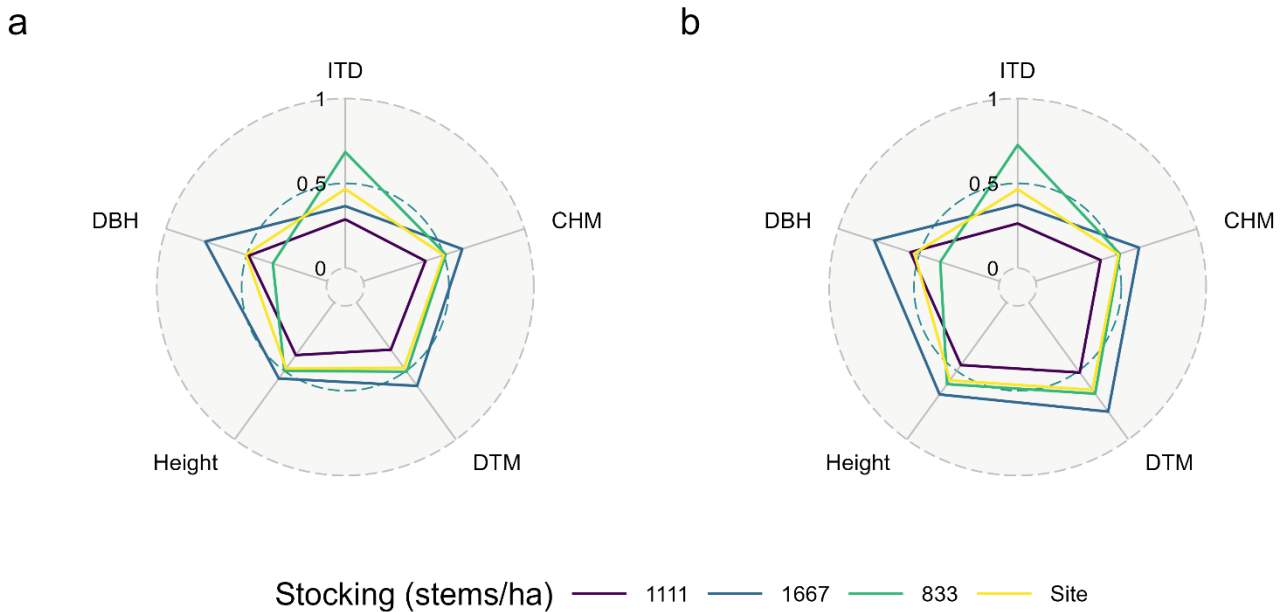 a
b
ITD
ITD
1
1
0.5
0.5
DBH
CHM
DBH
CHM
0
0
Height
DTM
Height
DTM
Stocking (stems/ha) 1111 1667 833 Site